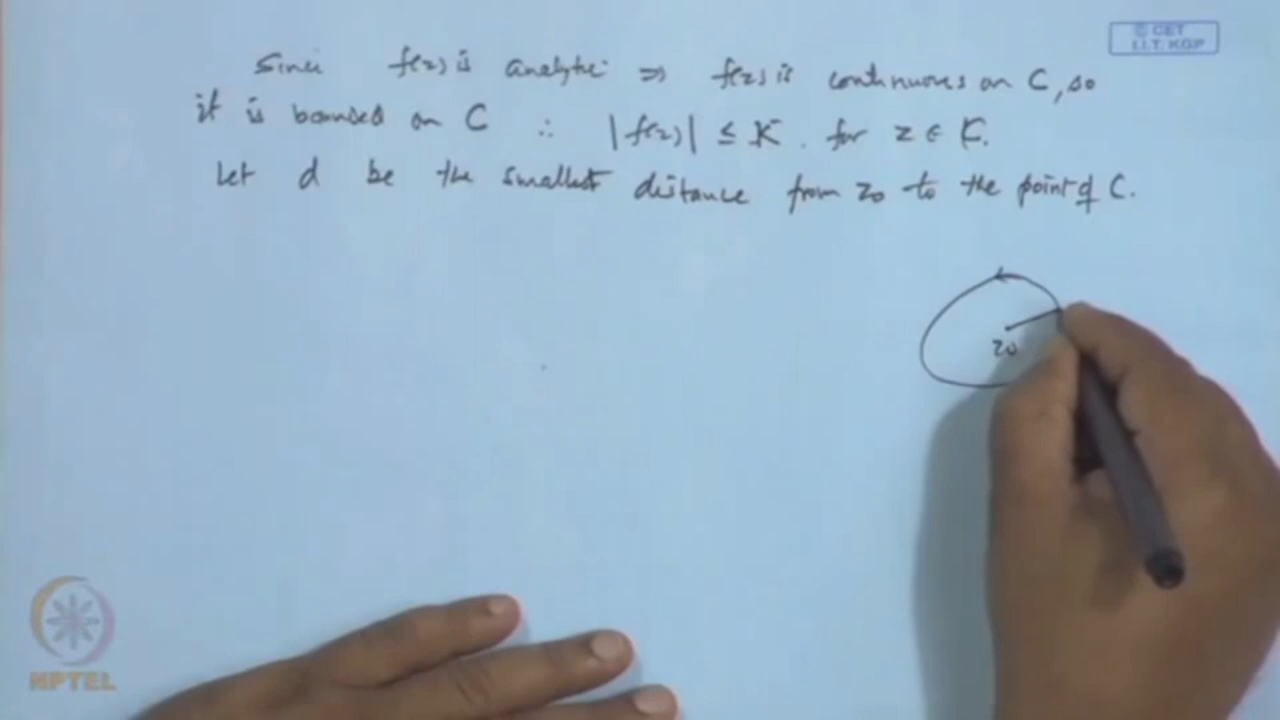 © CET
I.I.T. KGP
Since f(z) is analytic ⇒ f(z) is continuous on C, so
it is bounded on C ∴ |f(z)| ≤ K. for z ∈ C.
Let d be the smallest distance from z0 to the point of C.
z0
NPTEL